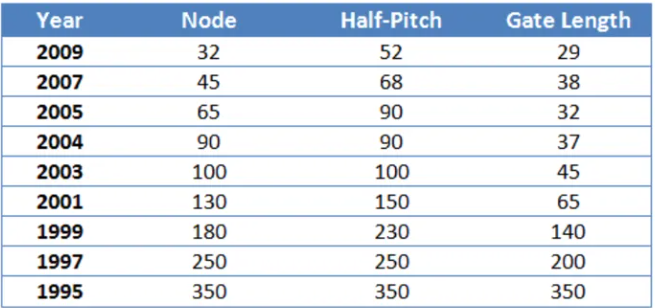 Year Node Half-Pitch Gate Length
2009 32 52 29
2007 45 68 38
2005 65 90 32
2004 90 90 37
2003 100 100 45
2001 130 150 65
1999 180 230 140
1997 250 250 200
1995 350 350 350